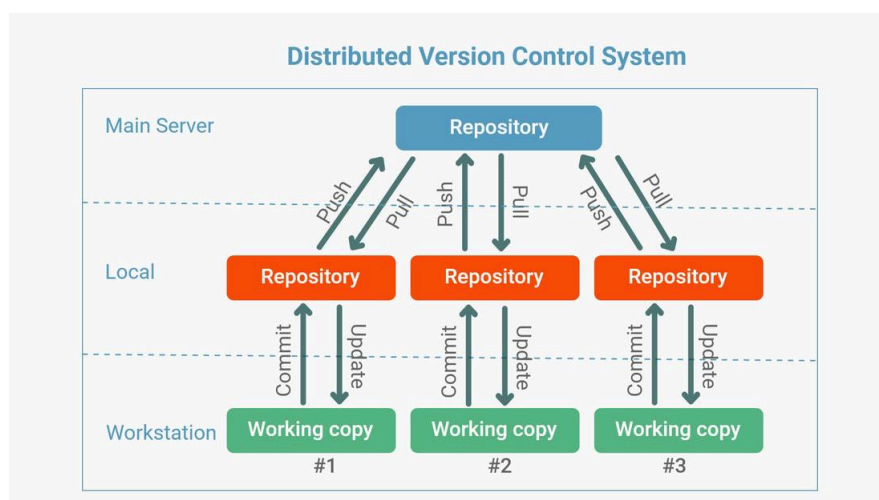 Distributed Version Control System
Main Server
Repository
Push
Pull
Push
Pull
Push
Pull
Local
Repository
Repository
Repository
Commit
Update
Commit
Update
Commit
Update
Workstation
Working copy
Working copy
Working copy
#1
#2
#3